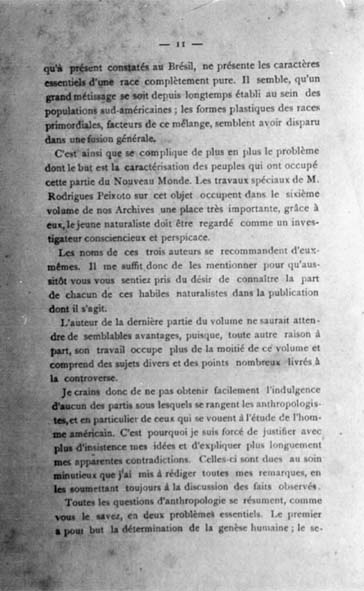 — 11 —
qu'à présent constatés au Brésil, ne présente les caractères
essentiels d'une race complètement pure. Il semble, qu'un
grand métissage se soit depuis longtemps établi au sein des
populations sud-américaines ; les formes plastiques des races
primordiales, facteurs de ce mélange, semblent avoir disparu
dans une fusion générale.
C'est ainsi que se complique de plus en plus le problème
dont le but est la caractérisation des peuples qui ont occupé
cette partie du Nouveau Monde. Les travaux spéciaux de M.
Rodrigues Peixoto sur cet objet occupent dans le sixième
volume de nos Archives une place très importante, grâce à
eux, le jeune naturaliste doit être regardé comme un inves-
tigateur consciencieux et perspicace.
Les noms de ces trois auteurs se recommandent d'eux-
mêmes. Il me suffit donc de les mentionner pour qu'aus-
sitôt vous vous sentiez pris du désir de connaître la part
de chacun de ces habiles naturalistes dans la publication
dont il s'agit.
L'auteur de la dernière partie du volume ne saurait atten-
dre de semblables avantages, puisque, toute autre raison à
part, son travail occupe plus de la moitié de ce volume et
comprend des sujets divers et des points nombreux livrés à
la controverse.
Je crains donc de ne pas obtenir facilement l'indulgence
d'aucun des partis sous lesquels se rangent les anthropologis-
tes, et en particulier de ceux qui se vouent à l'étude de l'hom-
me américain. C'est pourquoi je suis forcé de justifier avec
plus d'insistence mes idées et d'expliquer plus longuement
mes apparentes contradictions. Celles-ci sont dues au soin
minutieux que j'ai mis à rédiger toutes mes remarques, en
les soumettant toujours à la discussion des faits observés.
Toutes les questions d'anthropologie se résument, comme
vous le savez, en deux problèmes essentiels. Le premier
a pour but la détermination de la genèse humaine ; le se-